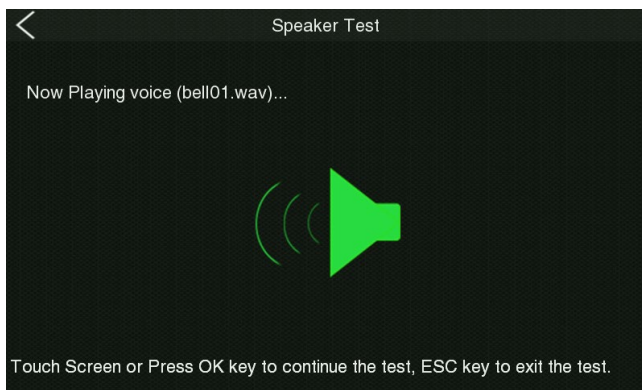 Speaker Test
Now Playing voice (bell01.wav)...
Touch Screen or Press OK key to continue the test, ESC key to exit the test.